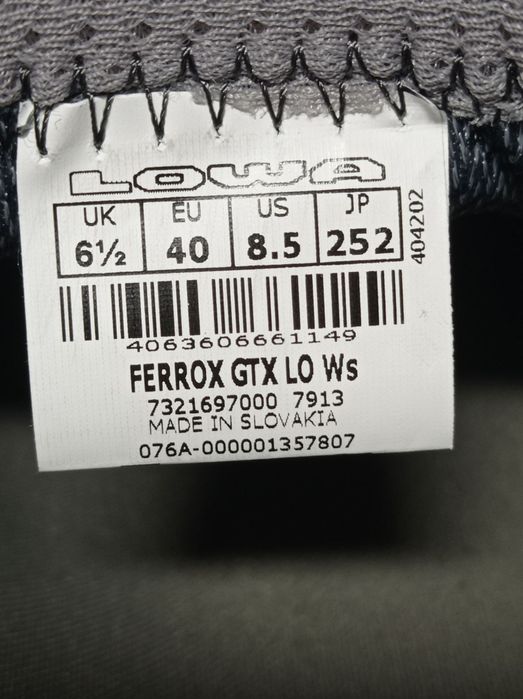 LOWA
UK EU US JP
6½ 40 8.5 252
404202
4063606661149
FERROX GTX LO Ws
7321697000 7913
MADE IN SLOVAKIA
076A-000001357807